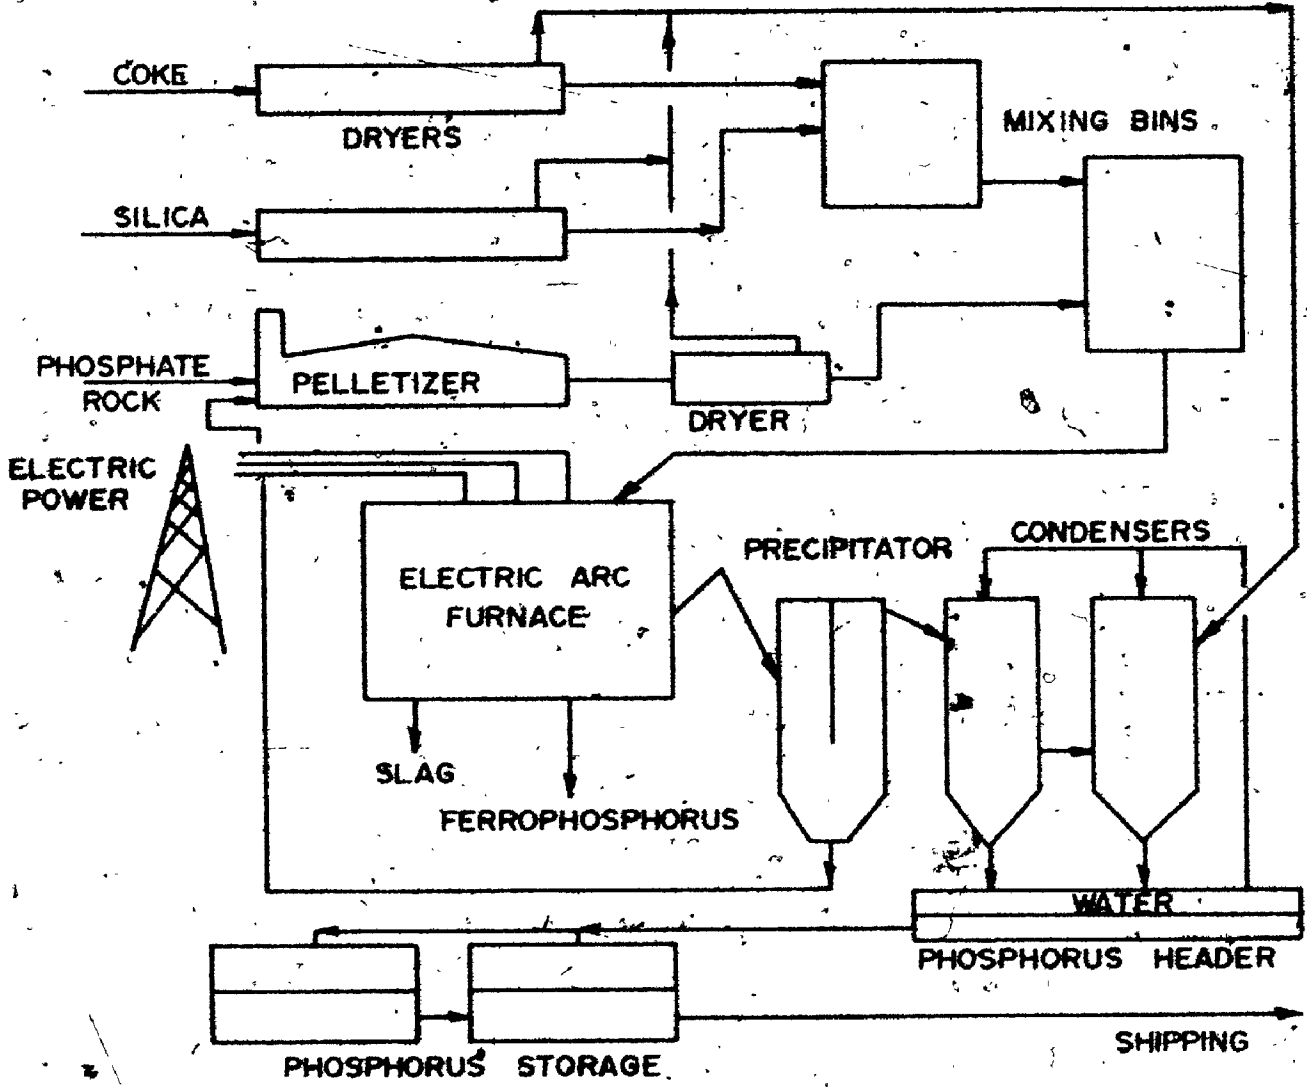 COKE
DRYERS
MIXING BINS
SILICA
PHOSPHATE
ROCK
PELLETIZER
DRYER
ELECTRIC
POWER
ELECTRIC ARC
FURNACE
PRECIPITATOR
CONDENSERS
SLAG
FERROPHOSPHORUS
WATER
PHOSPHORUS HEADER
SHIPPING
PHOSPHORUS STORAGE